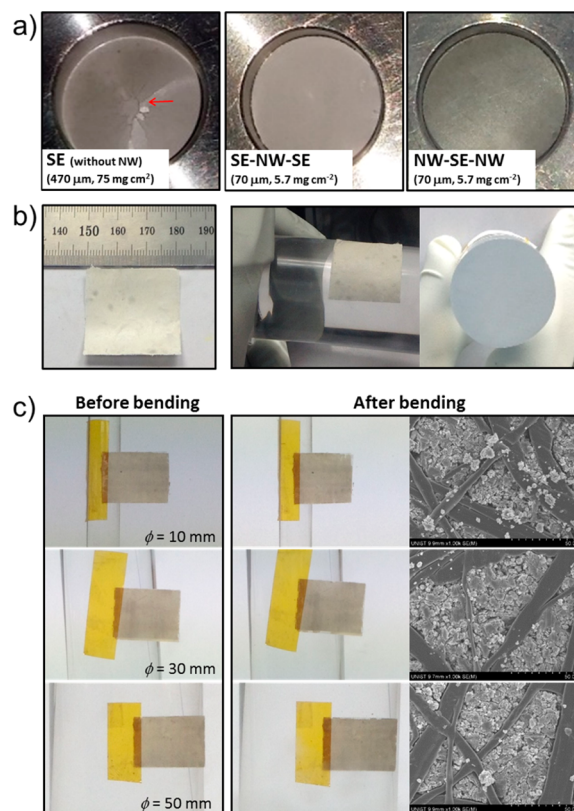 a)
SE (without NW)
(470 μm, 75 mg cm²)
SE-NW-SE
(70 μm, 5.7 mg cm⁻²)
NW-SE-NW
(70 μm, 5.7 mg cm⁻²)
b)
140 150 160 170 180 190
c)
Before bending
After bending
ϕ = 10 mm
ϕ = 30 mm
ϕ = 50 mm